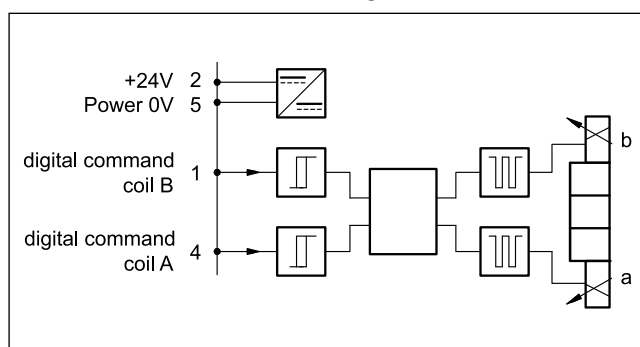 +24V 2
Power 0V 5
digital command
coil B 1
digital command
coil A 4
b
a